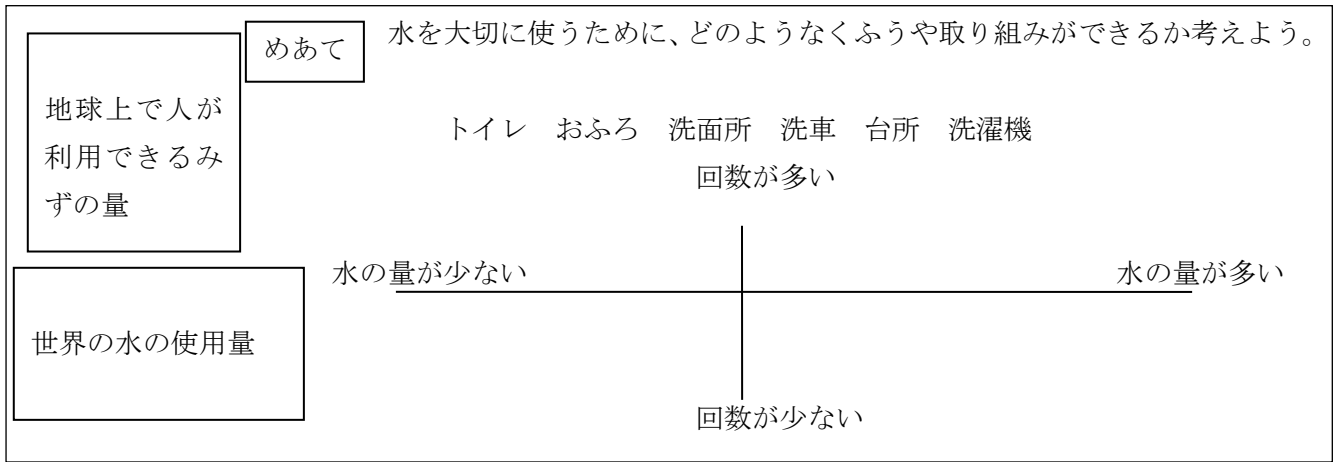 めあて
水を大切に使うために、どのようなくふうや取り組みができるか考えよう。
地球上で人が
利用できるみ
ずの量
トイレ　おふろ　洗面所　洗車　台所　洗濯機
回数が多い
水の量が少ない
水の量が多い
世界の水の使用量
回数が少ない